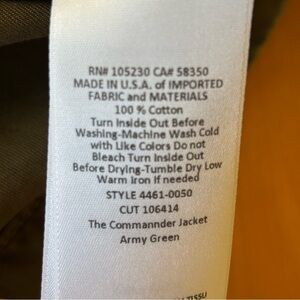 RN# 105230 CA# 58350
MADE IN U.S.A. of IMPORTED
FABRIC and MATERIALS
100 % Cotton
Turn Inside Out Before
Washing-Machine Wash Cold
with Like Colors Do not
Bleach Turn Inside Out
Before Drying-Tumble Dry Low
Warm Iron if needed
STYLE 4461-0050
CUT 106414
The Commannder Jacket
Army Green